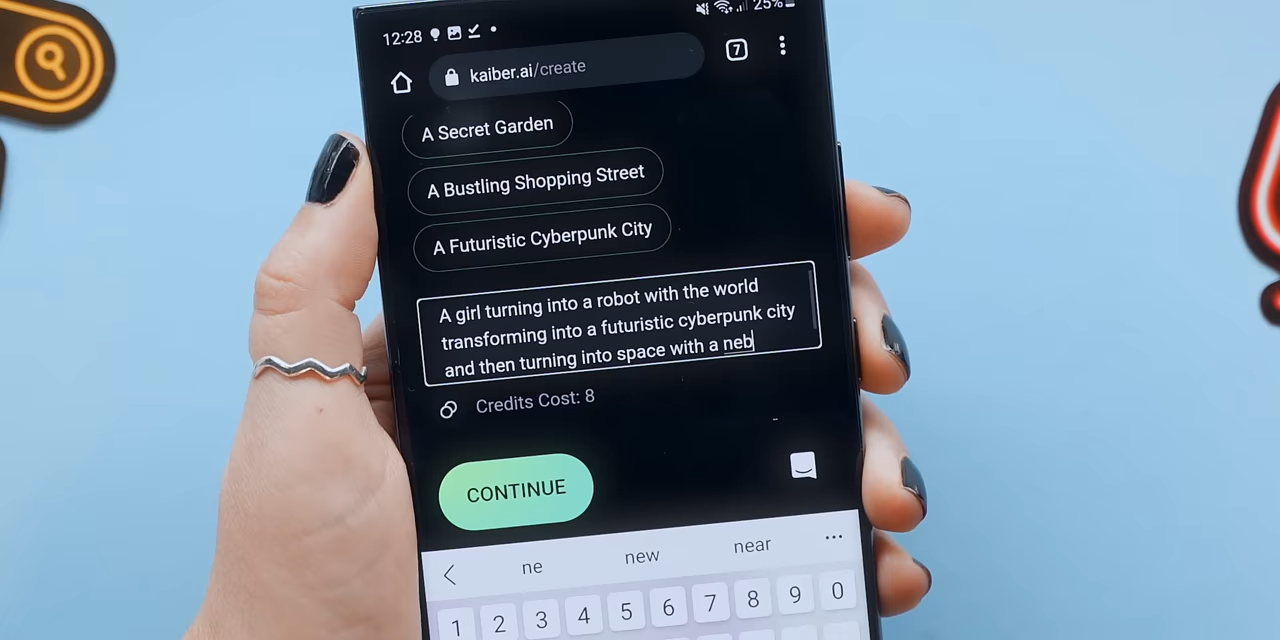 12:28
25%
kaiber.ai/create
7
A Secret Garden
A Bustling Shopping Street
A Futuristic Cyberpunk City
A girl turning into a robot with the world
transforming into a futuristic cyberpunk city
and then turning into space with a neb
Credits Cost: 8
CONTINUE
ne new near
1 2 3 4 5 6 7 8 9 0